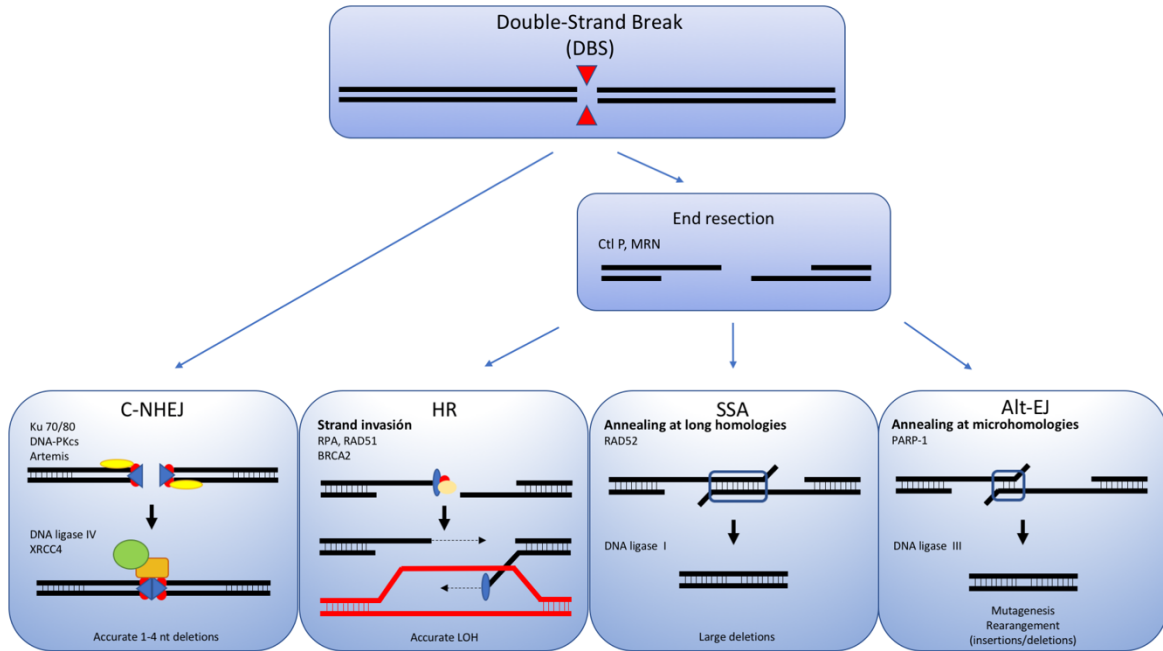 Double-Strand Break
(DBS)
End resection
Ctl P, MRN
C-NHEJ
Ku 70/80
DNA-PKcs
Artemis
DNA ligase IV
XRCC4
Accurate 1-4 nt deletions
HR
Strand invasión
RPA, RAD51
BRCA2
Accurate LOH
SSA
Annealing at long homologies
RAD52
DNA ligase I
Large deletions
Alt-EJ
Annealing at microhomologies
PARP-1
DNA ligase III
Mutagenesis
Rearrangement
(insertions/deletions)